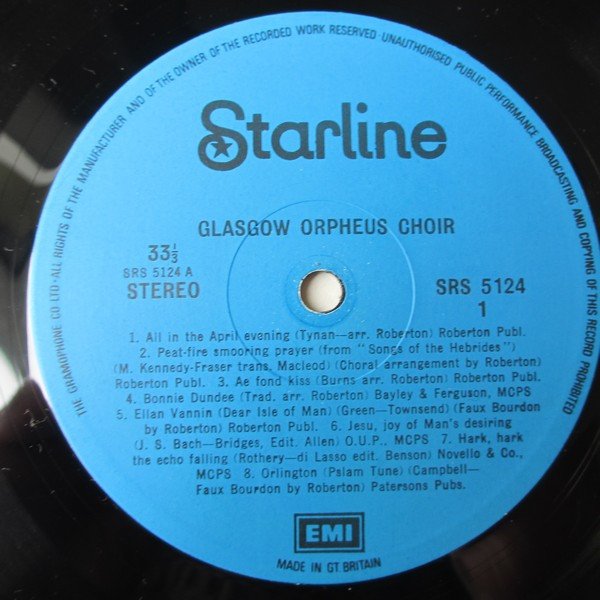 THE GRAMOPHONE CO LTD·ALL RIGHTS OF THE MANUFACTURER AND OF THE OWNER OF THE RECORDED WORK RESERVED·UNAUTHORISED PUBLIC PERFORMANCE BROADCASTING AND COPYING OF THIS RECORD PROHIBITED
Starline
GLASGOW ORPHEUS CHOIR
33⅓
SRS 5124 A
STEREO
SRS 5124
1
1. All in the April evening (Tynan—arr. Roberton) Roberton Publ.
2. Peat-fire smooring prayer (from "Songs of the Hebrides")
(M. Kennedy-Fraser trans. Macleod) (Choral arrangement by Roberton)
Roberton Publ. 3. Ae fond kiss (Burns arr. Roberton) Roberton Publ.
4. Bonnie Dundee (Trad. arr. Roberton) Bayley & Ferguson, MCPS
5. Ellan Vannin (Dear Isle of Man) (Green—Townsend) (Faux Bourdon
by Roberton) Roberton Publ. 6. Jesu, joy of Man's desiring
(J. S. Bach—Bridges, Edit. Allen) O.U.P., MCPS 7. Hark, hark
the echo falling (Rothery—di Lasso edit. Benson) Novello & Co.,
MCPS 8. Orlington (Pslam Tune) (Campbell—
Faux Bourdon by Roberton) Patersons Pubs.
EMI
MADE IN GT. BRITAIN